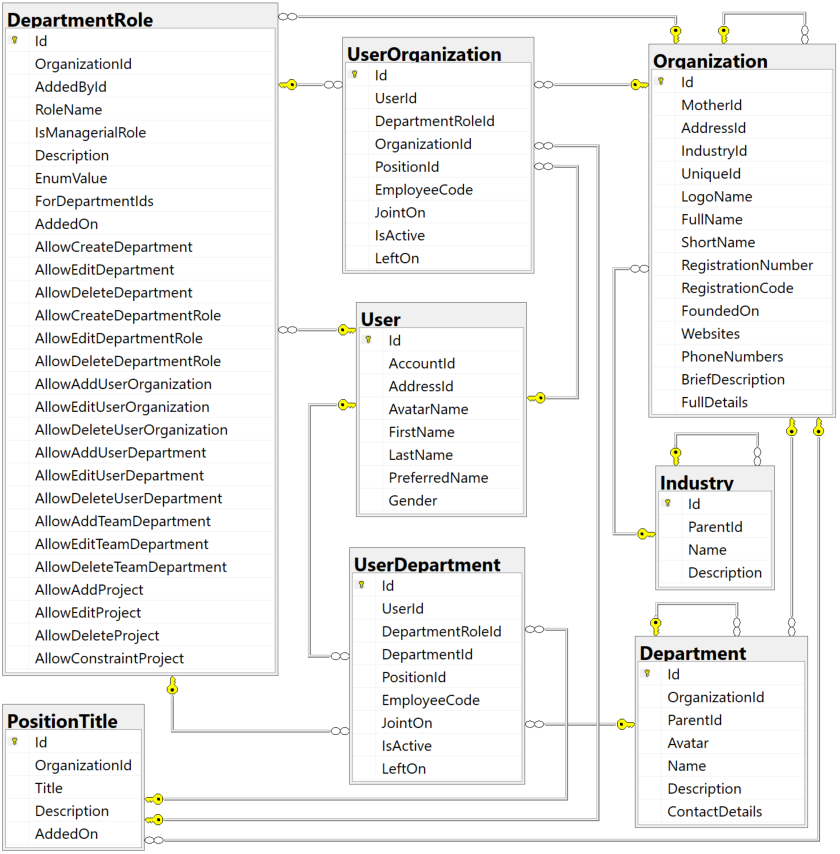 DepartmentRole
Id
OrganizationId
AddedById
RoleName
IsManagerialRole
Description
EnumValue
ForDepartmentIds
AddedOn
AllowCreateDepartment
AllowEditDepartment
AllowDeleteDepartment
AllowCreateDepartmentRole
AllowEditDepartmentRole
AllowDeleteDepartmentRole
AllowAddUserOrganization
AllowEditUserOrganization
AllowDeleteUserOrganization
AllowAddUserDepartment
AllowEditUserDepartment
AllowDeleteUserDepartment
AllowAddTeamDepartment
AllowEditTeamDepartment
AllowDeleteTeamDepartment
AllowAddProject
AllowEditProject
AllowDeleteProject
AllowConstraintProject
PositionTitle
Id
OrganizationId
Title
Description
AddedOn
UserOrganization
Id
UserId
DepartmentRoleId
OrganizationId
PositionId
EmployeeCode
JointOn
IsActive
LeftOn
User
Id
AccountId
AddressId
AvatarName
FirstName
LastName
PreferredName
Gender
UserDepartment
Id
UserId
DepartmentRoleId
DepartmentId
PositionId
EmployeeCode
JointOn
IsActive
LeftOn
Organization
Id
MotherId
AddressId
IndustryId
UniqueId
LogoName
FullName
ShortName
RegistrationNumber
RegistrationCode
FoundedOn
Websites
PhoneNumbers
BriefDescription
FullDetails
Industry
Id
ParentId
Name
Description
Department
Id
OrganizationId
ParentId
Avatar
Name
Description
ContactDetails